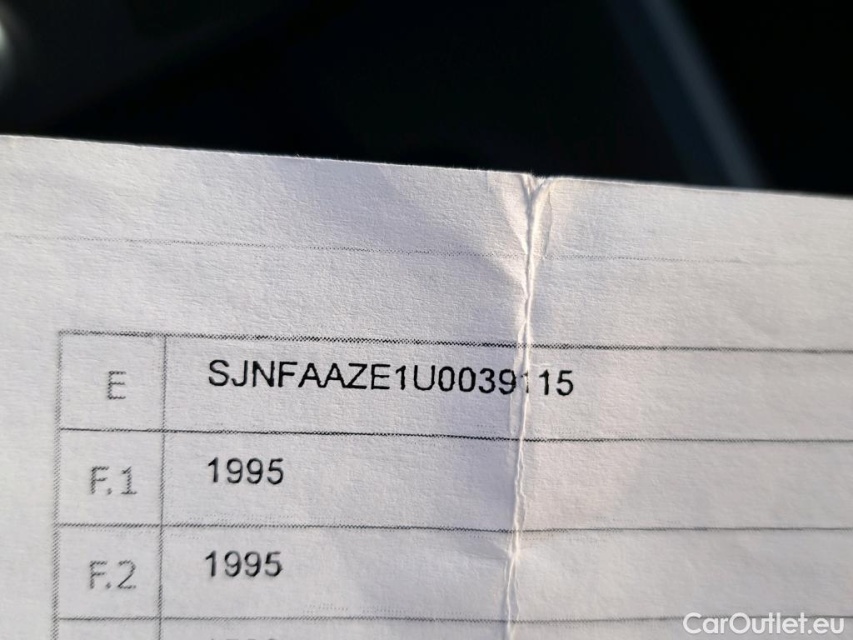 E SJNFAAZE1U0039115
F.1 1995
F.2 1995
CarOutlet.eu